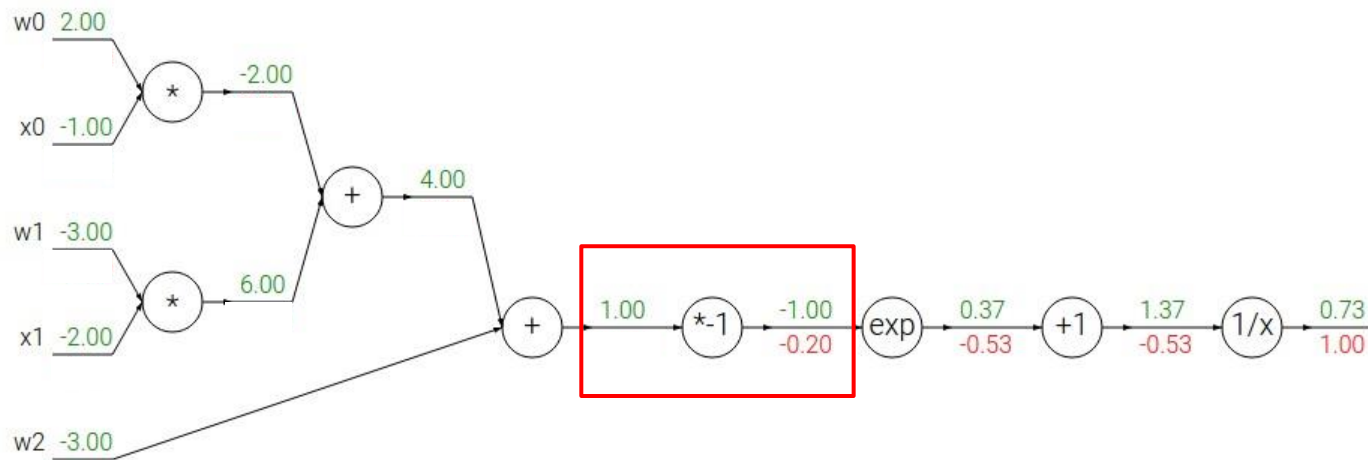 w0 2.00
-2.00
*
x0 -1.00
4.00
+
w1 -3.00
6.00
*
x1 -2.00
+ 1.00 *-1 -1.00 exp 0.37 +1 1.37 1/x 0.73
-0.20 -0.53 -0.53 1.00
w2 -3.00